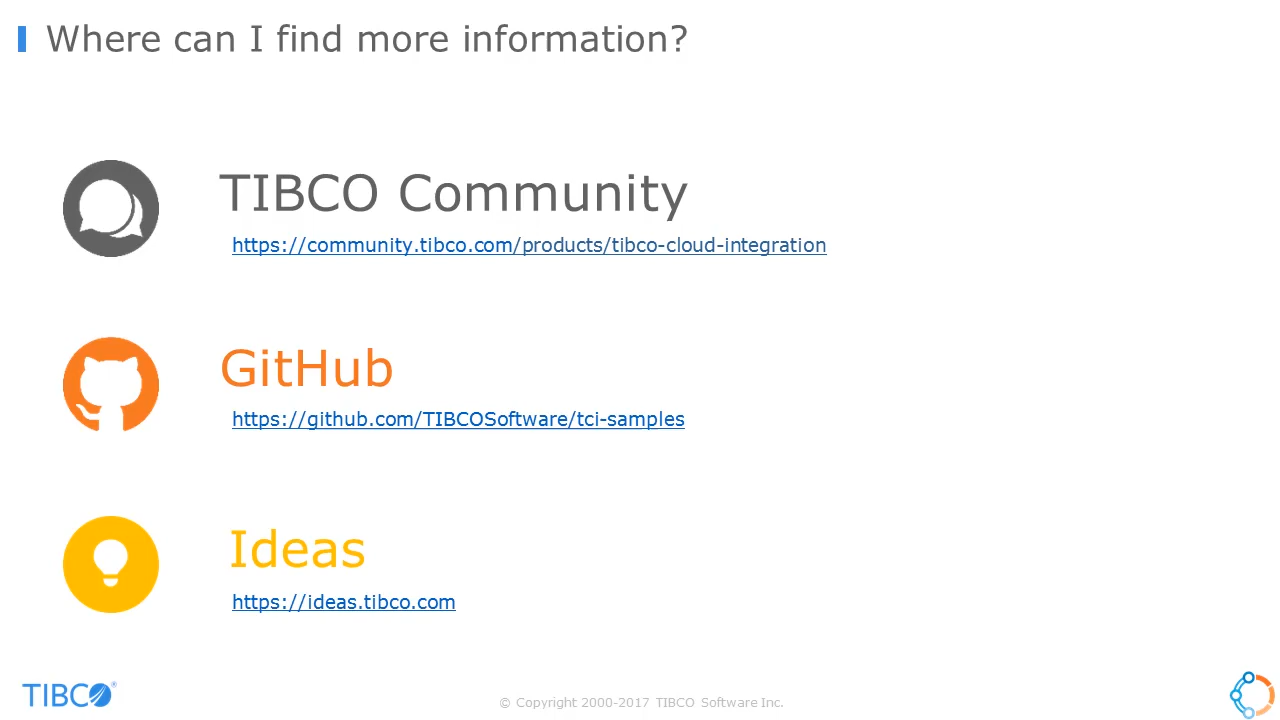 Where can I find more information?
TIBCO Community
https://community.tibco.com/products/tibco-cloud-integration
GitHub
https://github.com/TIBCOSoftware/tci-samples
Ideas
https://ideas.tibco.com
TIBCO®
© Copyright 2000-2017 TIBCO Software Inc.